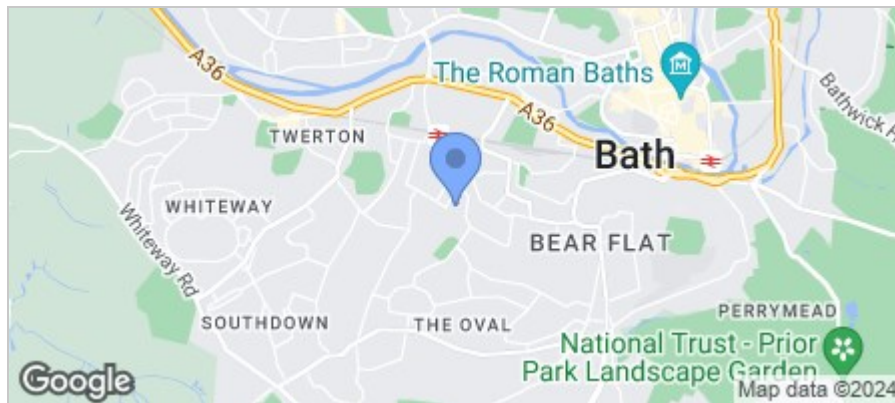 A36
The Roman Baths
Bathwick
TWERTON
A36
Bath
WHITEWAY
Whiteway Rd
BEAR FLAT
SOUTHDOWN
THE OVAL
PERRYMEAD
National Trust - Prior
Park Landscape Garden
Google
Map data ©2024